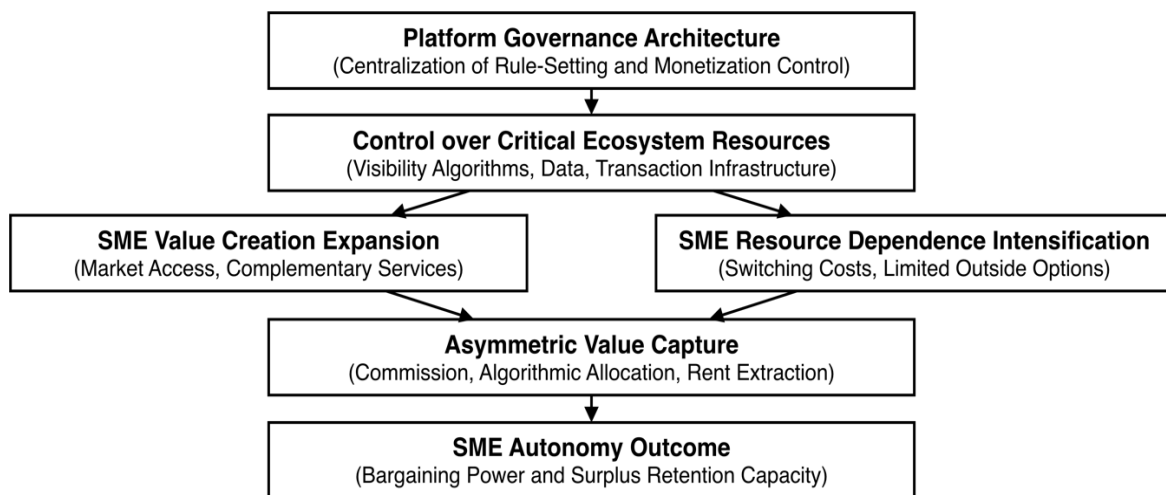 Platform Governance Architecture
(Centralization of Rule-Setting and Monetization Control)
Control over Critical Ecosystem Resources
(Visibility Algorithms, Data, Transaction Infrastructure)
SME Value Creation Expansion
(Market Access, Complementary Services)
SME Resource Dependence Intensification
(Switching Costs, Limited Outside Options)
Asymmetric Value Capture
(Commission, Algorithmic Allocation, Rent Extraction)
SME Autonomy Outcome
(Bargaining Power and Surplus Retention Capacity)